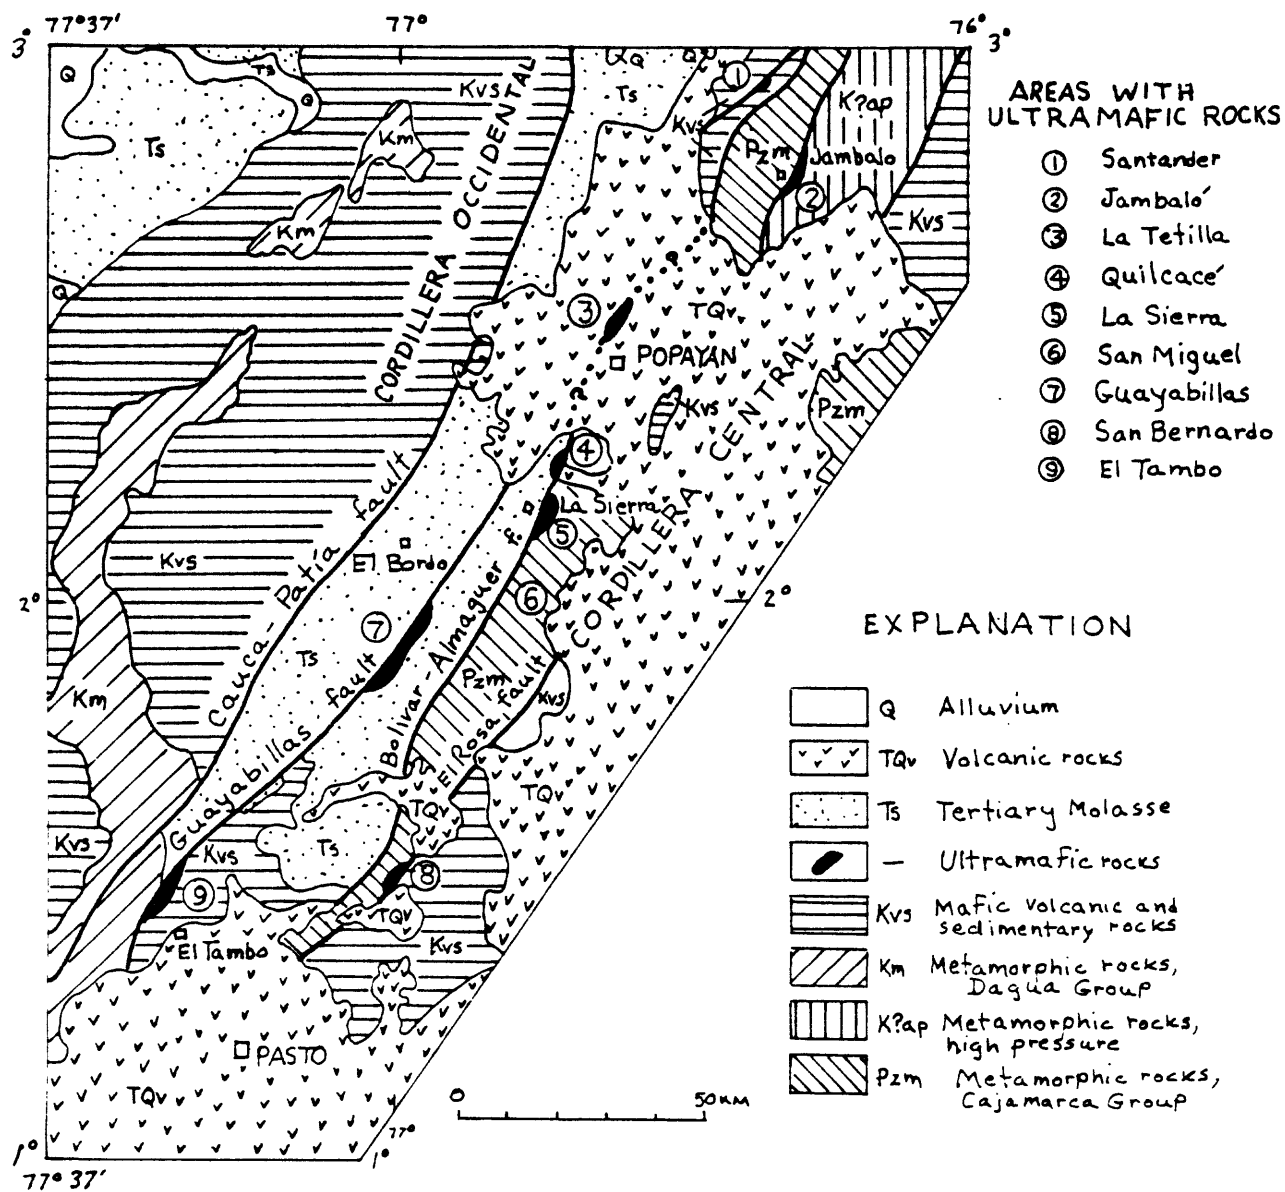 77° 37'
77°
76°
3°
3°
Q
Ts
Q
Ts
Km
Km
Q
Kvs
CORDILLERA OCCIDENTAL
Q Q
Q
Ts
1
Kvs
K?ap
Pzm
Jambalo
2
Kvs
3
TQv
POPAYAN
?
?
Kvs
CORDILLERA CENTRAL
Pzm
4
La Sierra
5
Cauca - Patía fault
El Bordo
Kvs
2°
2°
6
7
Ts
Guayabillas fault
Bolivar - Almaguer f.
Pzm
El Rosa fault
Kvs
Km
TQv
TQv
Kvs
Kvs
Ts
8
9
TQv
El Tambo
Kvs
PASTO
TQv
0
50 KM
1°
77° 37'
77°
1°
AREAS WITH
ULTRAMAFIC ROCKS
1 Santander
2 Jambaló
3 La Tetilla
4 Quilcacé
5 La Sierra
6 San Miguel
7 Guayabillas
8 San Bernardo
9 El Tambo
EXPLANATION
Q Alluvium
TQv Volcanic rocks
Ts Tertiary Molasse
— Ultramafic rocks
Kvs Mafic volcanic and
sedimentary rocks
Km Metamorphic rocks,
Dagua Group
K?ap Metamorphic rocks,
high pressure
Pzm Metamorphic rocks,
Cajamarca Group